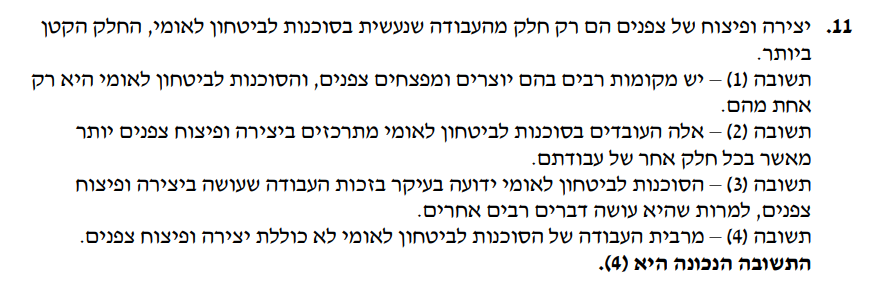 11. יצירה ופיצוח של צפנים הם רק חלק מהעבודה שנעשית בסוכנות לביטחון לאומי, החלק הקטן
ביותר.
תשובה (1) – יש מקומות רבים בהם יוצרים ומפצחים צפנים, והסוכנות לביטחון לאומי היא רק
אחת מהם.
תשובה (2) – אלה העובדים בסוכנות לביטחון לאומי מתרכזים ביצירה ופיצוח צפנים יותר
מאשר בכל חלק אחר של עבודתם.
תשובה (3) – הסוכנות לביטחון לאומי ידועה בעיקר בזכות העבודה שעושה ביצירה ופיצוח
צפנים, למרות שהיא עושה דברים רבים אחרים.
תשובה (4) – מרבית העבודה של הסוכנות לביטחון לאומי לא כוללת יצירה ופיצוח צפנים.
התשובה הנכונה היא (4).